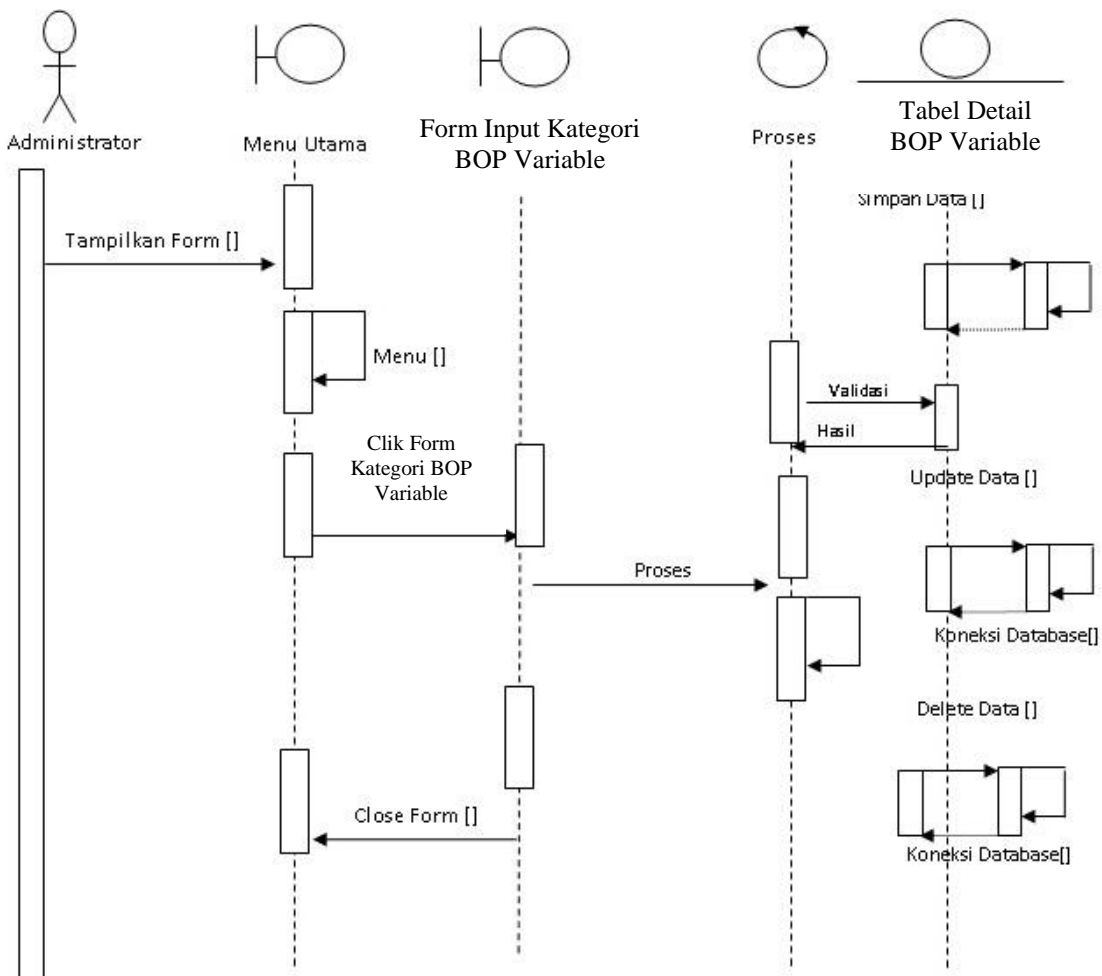 Administrator
Menu Utama
Form Input Kategori
BOP Variable
Proses
Tabel Detail
BOP Variable
Simpan Data []
Tampilkan Form []
Menu []
Validasi
Hasil
Clik Form
Kategori BOP
Variable
Update Data []
Proses
Koneksi Database[]
Delete Data []
Close Form []
Koneksi Database[]